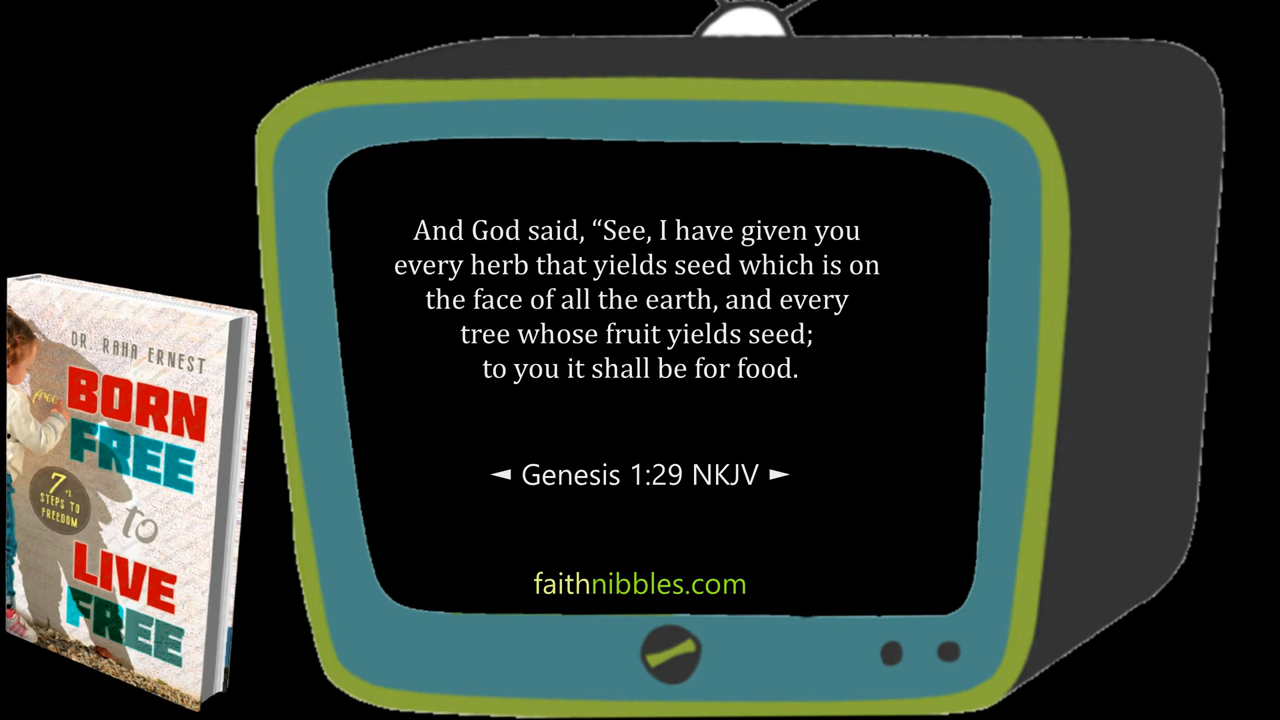 And God said, “See, I have given you
every herb that yields seed which is on
the face of all the earth, and every
tree whose fruit yields seed;
to you it shall be for food.
◄ Genesis 1:29 NKJV ►
faithnibbles.com
DR. RAHA ERNEST
free
BORN
FREE
7+1
STEPS TO
FREEDOM
to
LIVE
FREE